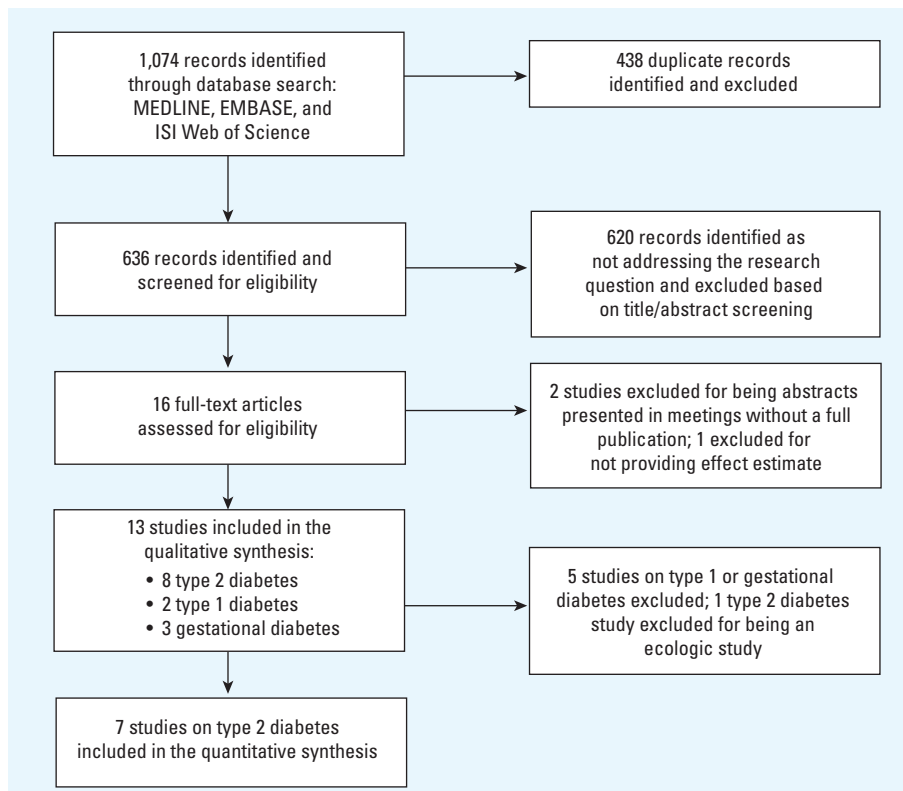 1,074 records identified
through database search:
MEDLINE, EMBASE, and
ISI Web of Science
438 duplicate records
identified and excluded
636 records identified and
screened for eligibility
620 records identified as
not addressing the research
question and excluded based
on title/abstract screening
16 full-text articles
assessed for eligibility
2 studies excluded for being abstracts
presented in meetings without a full
publication; 1 excluded for
not providing effect estimate
13 studies included in the
qualitative synthesis:
• 8 type 2 diabetes
• 2 type 1 diabetes
• 3 gestational diabetes
5 studies on type 1 or gestational
diabetes excluded; 1 type 2 diabetes
study excluded for being an
ecologic study
7 studies on type 2 diabetes
included in the quantitative synthesis